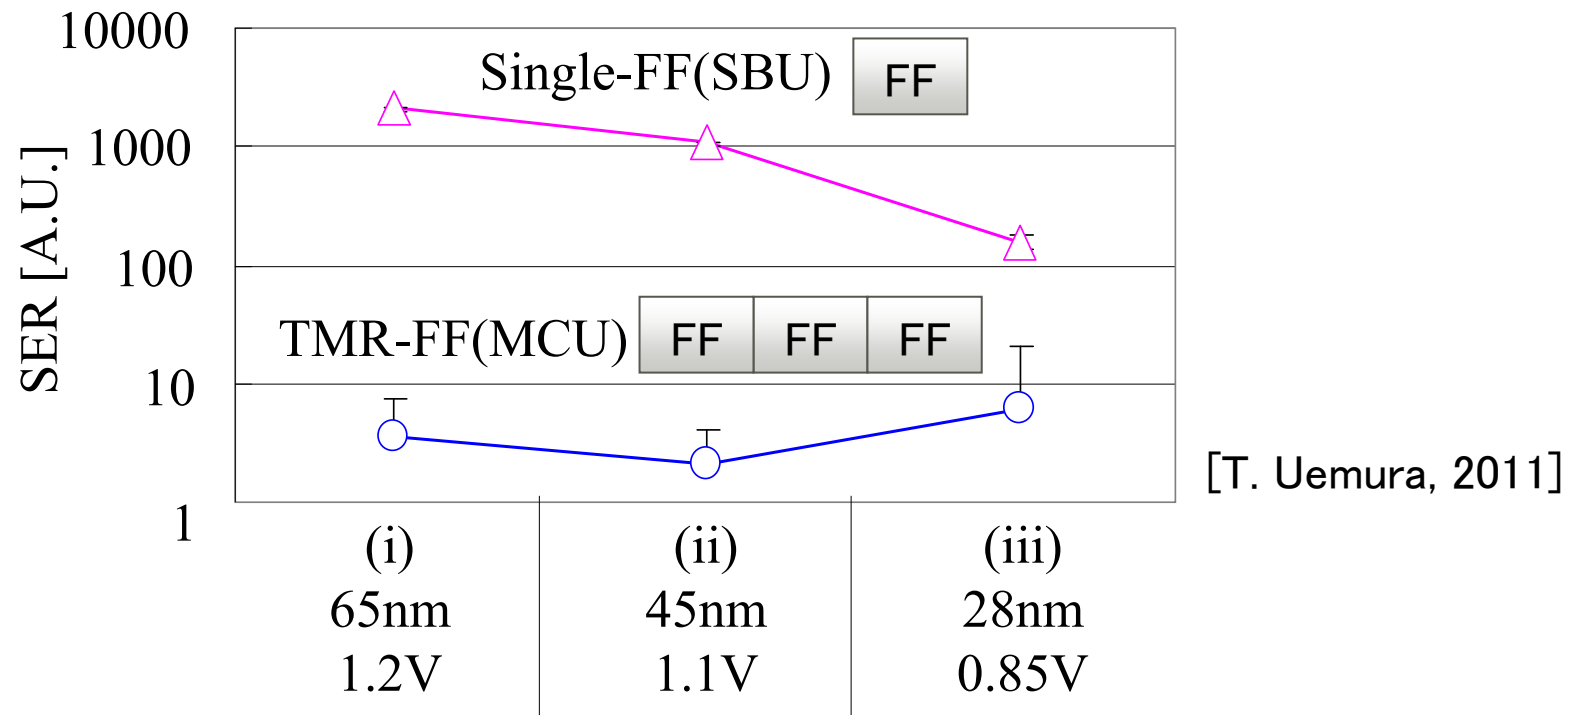 10000
Single-FF(SBU) FF
1000
SER [A.U.]
100
TMR-FF(MCU) FF FF FF
10
[T. Uemura, 2011]
1
(i) (ii) (iii)
65nm 45nm 28nm
1.2V 1.1V 0.85V